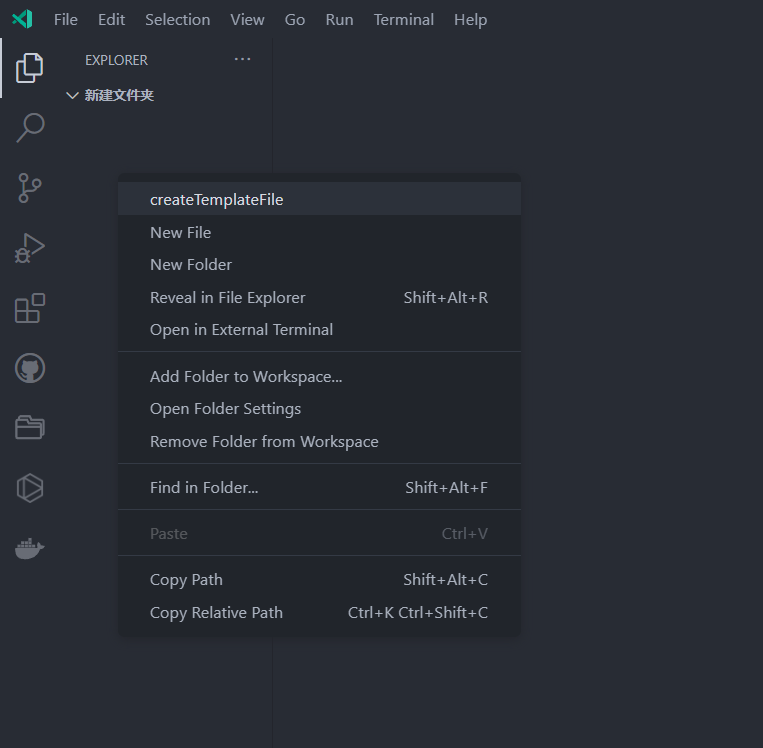 File Edit Selection View Go Run Terminal Help
EXPLORER ...
新建文件夹
createTemplateFile
New File
New Folder
Reveal in File Explorer Shift+Alt+R
Open in External Terminal
Add Folder to Workspace...
Open Folder Settings
Remove Folder from Workspace
Find in Folder... Shift+Alt+F
Paste Ctrl+V
Copy Path Shift+Alt+C
Copy Relative Path Ctrl+K Ctrl+Shift+C